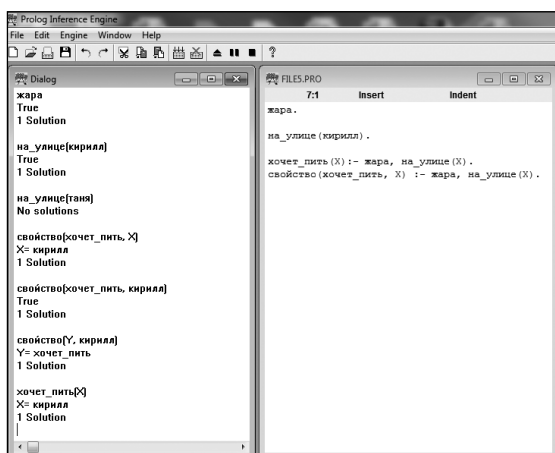 Prolog Inference Engine
File Edit Engine Window Help
Dialog
жара
True
1 Solution
на_улице(кирилл)
True
1 Solution
на_улице(таня)
No solutions
свойство(хочет_пить, X)
X= кирилл
1 Solution
свойство(хочет_пить, кирилл)
True
1 Solution
свойство(Y, кирилл)
Y= хочет_пить
1 Solution
хочет_пить(X)
X= кирилл
1 Solution
FILE5.PRO
7:1 Insert Indent
жара.
на_улице(кирилл).
хочет_пить(X):- жара, на_улице(X).
свойство(хочет_пить, X) :- жара, на_улице(X).